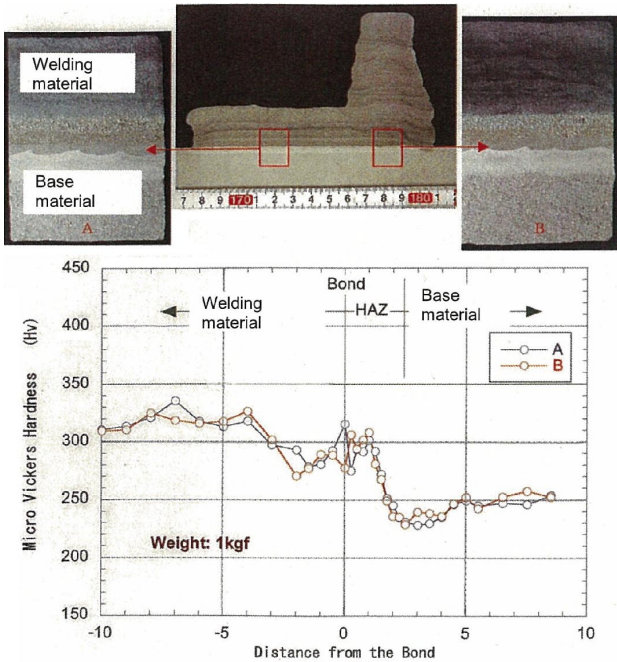 Welding
material
Base
material
A
B
7 8 9 170 1 2 3 4 5 6 7 8 9 180 1
450
400
350
300
250
200
150
Micro Vickers Hardness (Hv)
Bond
Welding
material
HAZ
Base
material
A
B
Weight: 1kgf
-10
-5
0
5
10
Distance from the Bond